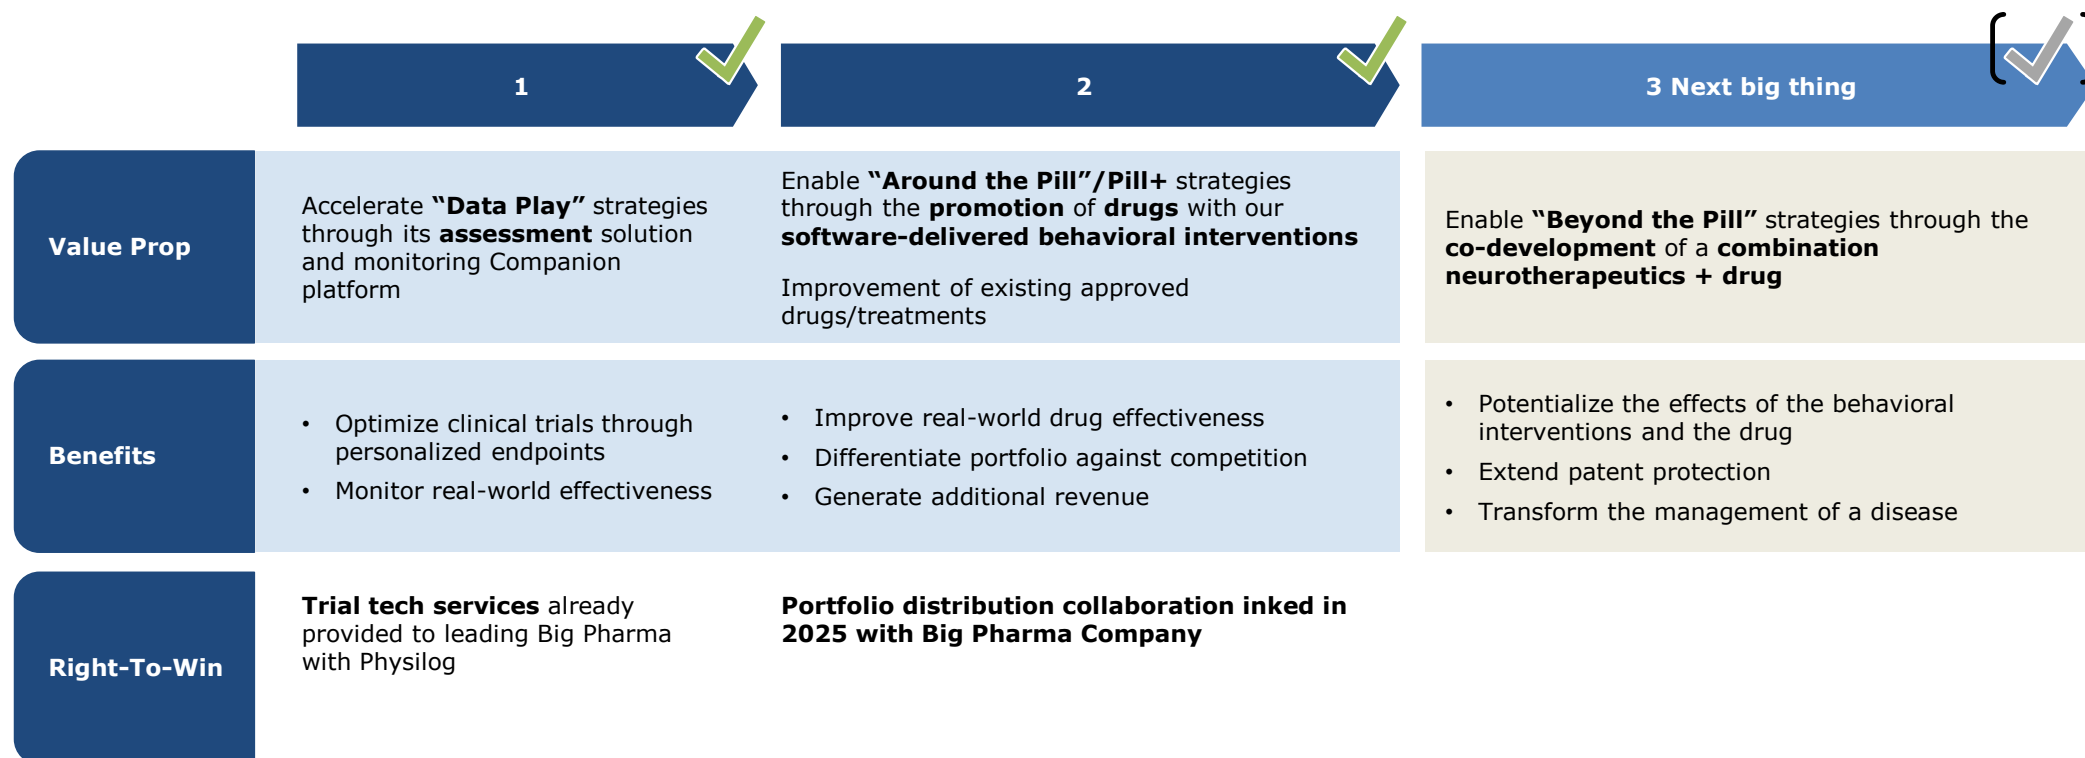 1
2
3 Next big thing
Value Prop
Accelerate “Data Play” strategies
through its assessment solution
and monitoring Companion
platform
Enable “Around the Pill”/Pill+ strategies
through the promotion of drugs with our
software-delivered behavioral interventions
Improvement of existing approved
drugs/treatments
Enable “Beyond the Pill” strategies through the
co-development of a combination
neurotherapeutics + drug
Benefits
• Optimize clinical trials through
personalized endpoints
• Monitor real-world effectiveness
• Improve real-world drug effectiveness
• Differentiate portfolio against competition
• Generate additional revenue
• Potentialize the effects of the behavioral
interventions and the drug
• Extend patent protection
• Transform the management of a disease
Right-To-Win
Trial tech services already
provided to leading Big Pharma
with Physilog
Portfolio distribution collaboration inked in
2025 with Big Pharma Company